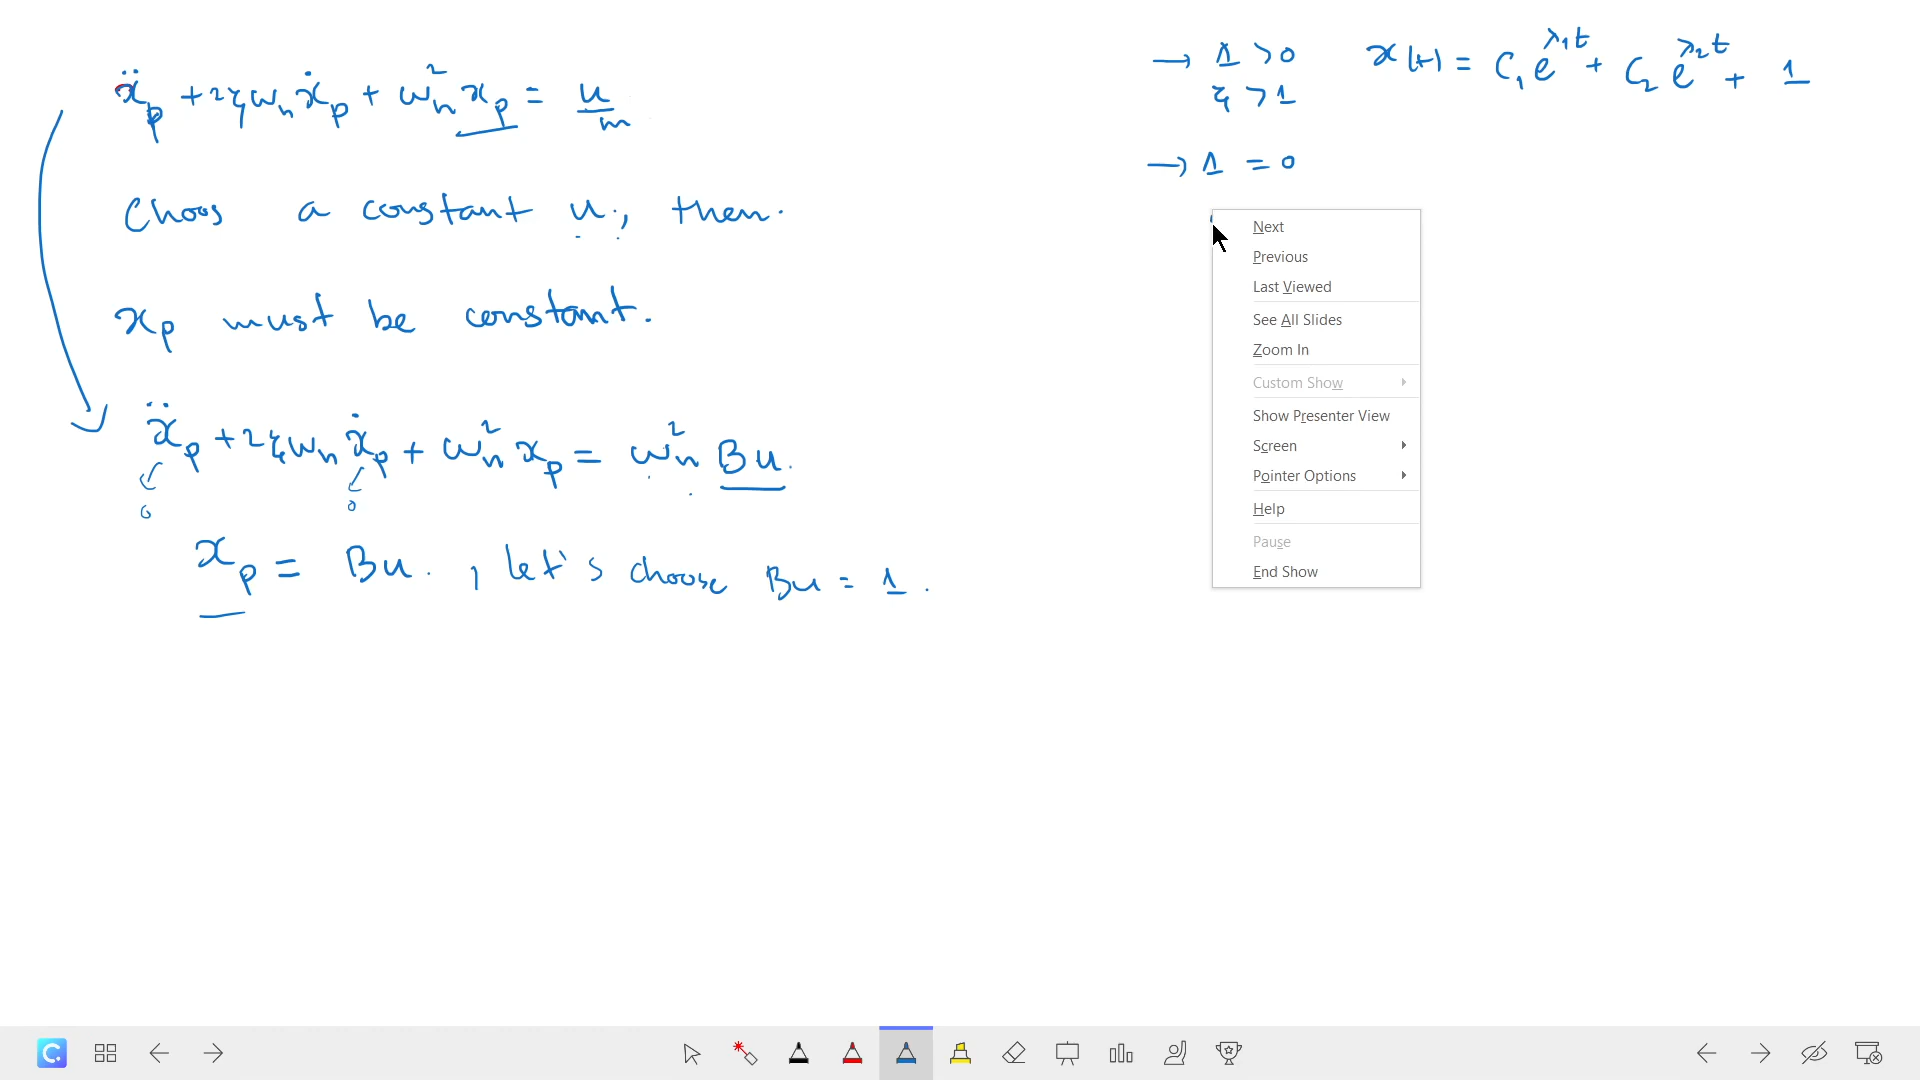 ẍp + 2ξωn ẋp + ωn² xp = u/m
Choos a constant u, then.
xp must be constant.
ẍp + 2ξωn ẋp + ωn² xp = ωn² Bu.
0 0
xp = Bu. , let's choose Bu = 1.
→ Δ > 0 x(t) = C1 e^λ1t + C2 e^λ2t + 1
ξ > 1
→ Δ = 0
Next
Previous
Last Viewed
See All Slides
Zoom In
Custom Show
Show Presenter View
Screen
Pointer Options
Help
Pause
End Show